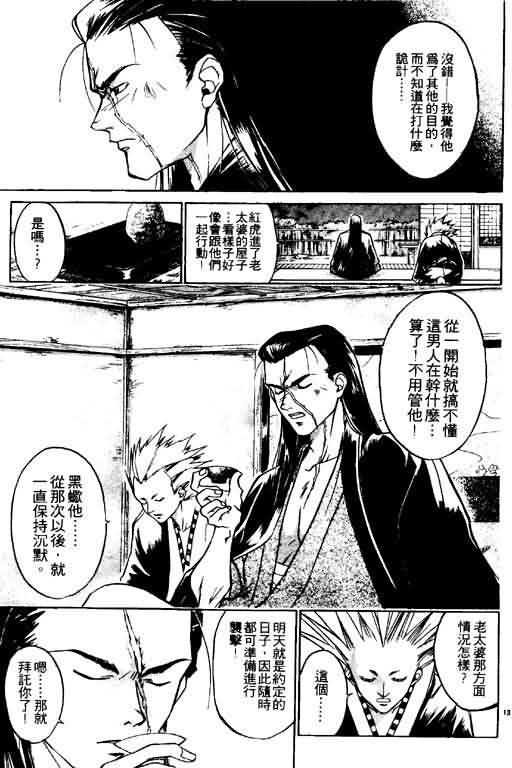 沒錯──我覺得他
為了其他的目的,
而不知道在打什麼
詭計……
紅虎進了老
太婆的屋子
…看樣子好
像會跟他們
一起行動!
是嗎…?
從一開始就搞不懂
這男人在幹什麼…
算了!不用管他!
黑蠍他……
從那次以後,就
一直保持沉默。
老太婆那方面
情況怎樣?
這個……
明天就是約定的
日子,因此隨時
都可準備進行
襲擊!
嗯……那就
拜託你了!
13